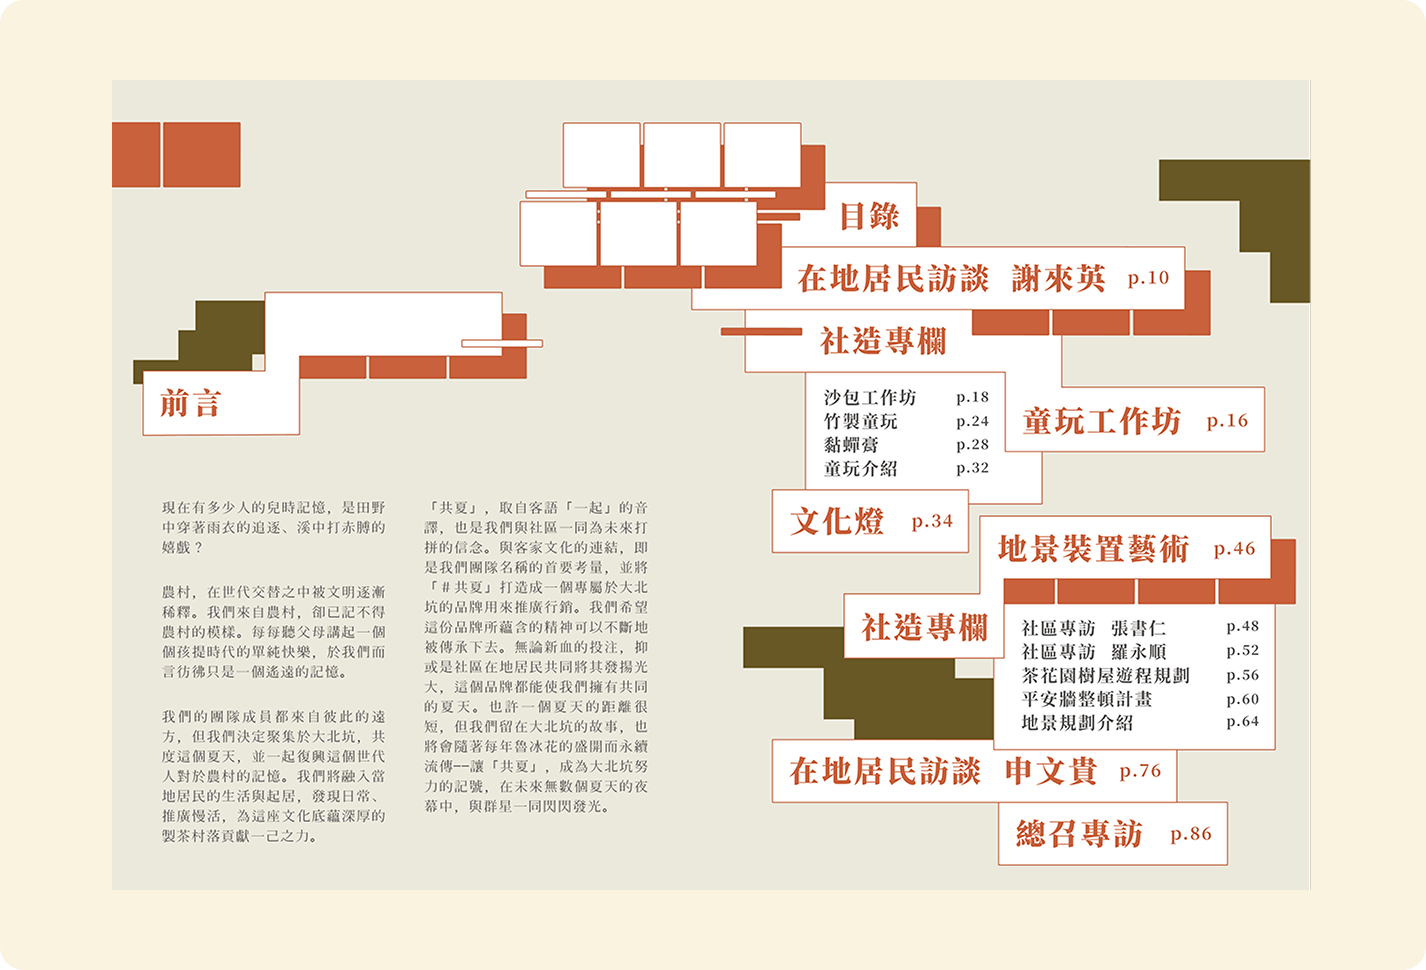 前言
現在有多少人的兒時記憶，是田野
中穿著雨衣的追逐、溪中打赤膊的
嬉戲？
農村，在世代交替之中被文明逐漸
稀釋。我們來自農村，卻已記不得
農村的模樣。每每聽父母講起一個
個孩提時代的單純快樂，於我們而
言彷彿只是一個遙遠的記憶。
我們的團隊成員都來自彼此的遠
方，但我們決定聚集於大北坑，共
度這個夏天，並一起復興這個世代
人對於農村的記憶。我們將融入當
地居民的生活與起居，發現日常、
推廣慢活，為這座文化底蘊深厚的
製茶村落貢獻一己之力。
「共夏」，取自客語「一起」的音
譯，也是我們與社區一同為未來打
拼的信念。與客家文化的連結，即
是我們團隊名稱的首要考量，並將
「＃共夏」打造成一個專屬於大北
坑的品牌用來推廣行銷。我們希望
這份品牌所蘊含的精神可以不斷地
被傳承下去。無論新血的投注，抑
或是社區在地居民共同將其發揚光
大，這個品牌都能使我們擁有共同
的夏天。也許一個夏天的距離很
短，但我們留在大北坑的故事，也
將會隨著每年魯冰花的盛開而永續
流傳——讓「共夏」，成為大北坑努
力的記號，在未來無數個夏天的夜
幕中，與群星一同閃閃發光。
目錄
在地居民訪談 謝來英 p.10
社造專欄
童玩工作坊 p.16
沙包工作坊 p.18
竹製童玩 p.24
黏蟬膏 p.28
童玩介紹 p.32
文化燈 p.34
地景裝置藝術 p.46
社造專欄
社區專訪 張書仁 p.48
社區專訪 羅永順 p.52
茶花園樹屋遊程規劃 p.56
平安牆整頓計畫 p.60
地景規劃介紹 p.64
在地居民訪談 申文貴 p.76
總召專訪 p.86